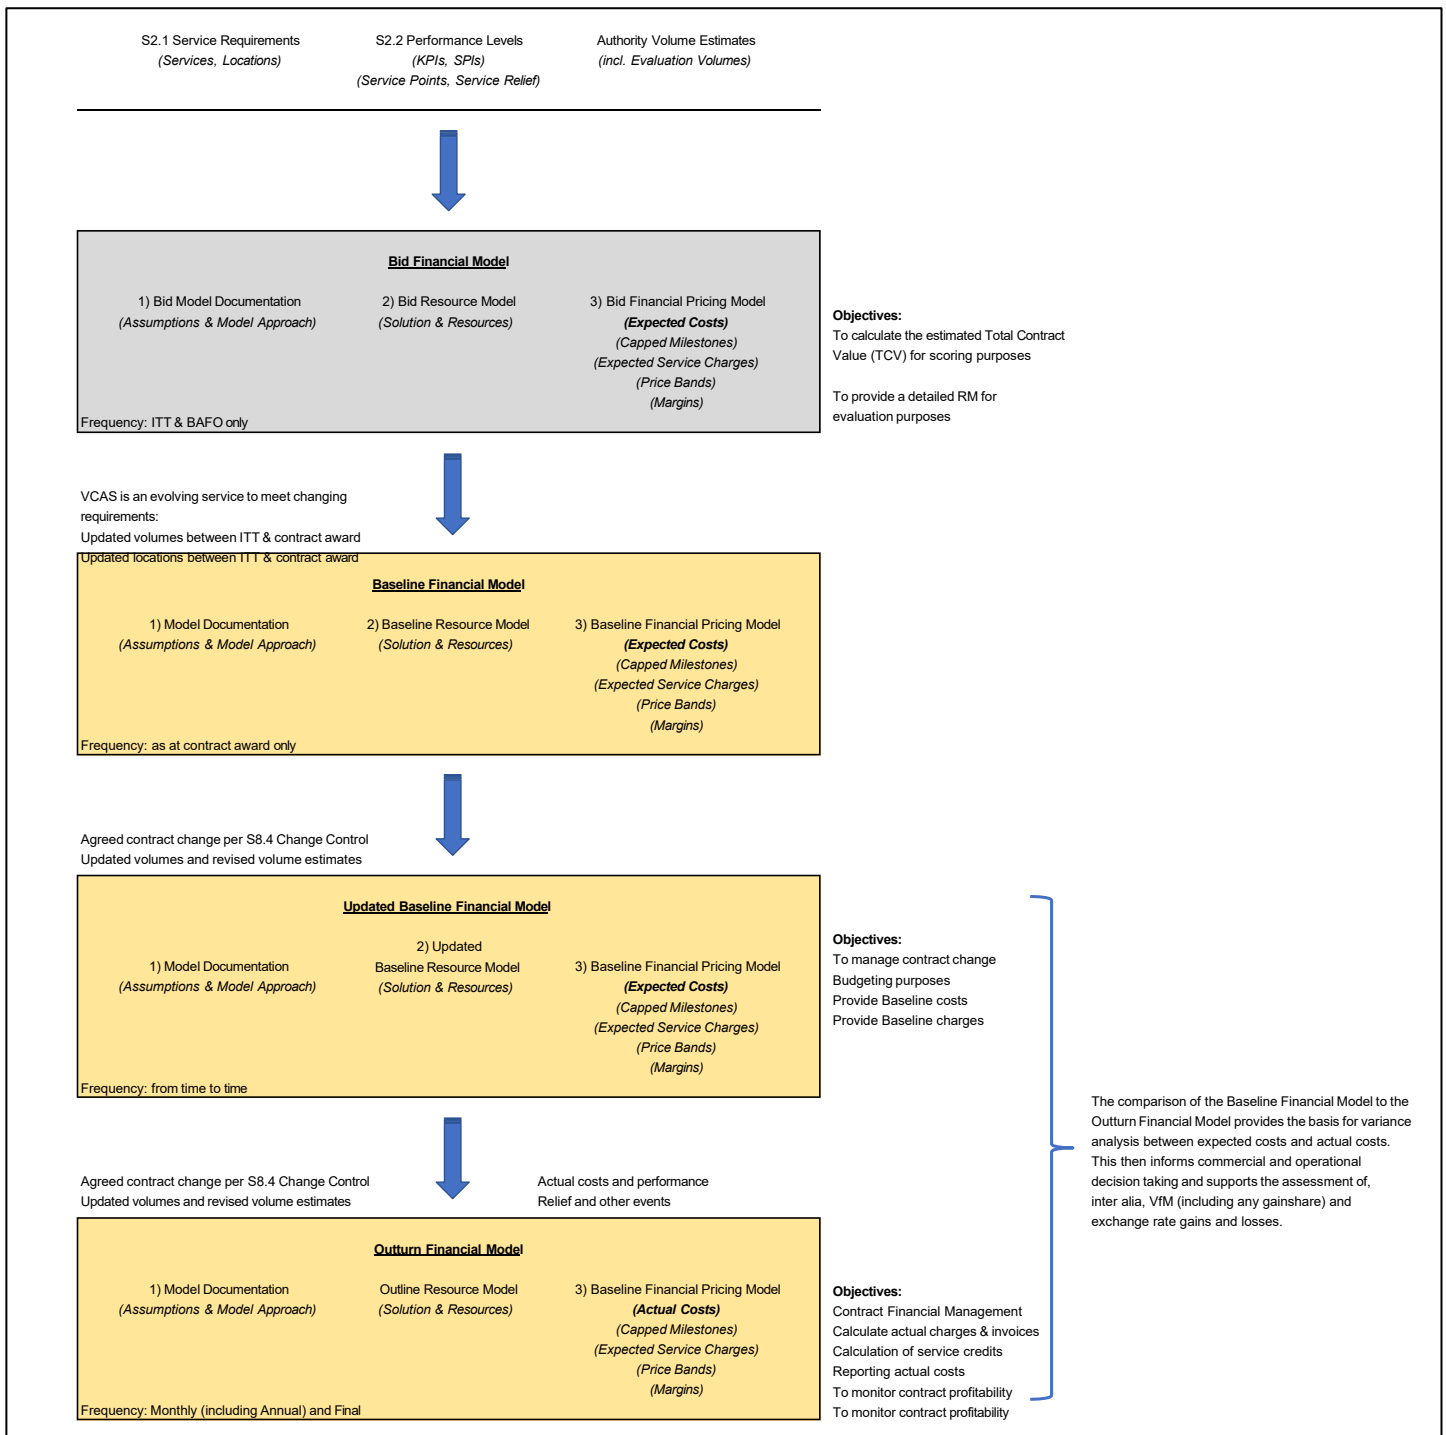 S2.1 Service Requirements
(Services, Locations)
S2.2 Performance Levels
(KPIs, SPIs)
(Service Points, Service Relief)
Authority Volume Estimates
(incl. Evaluation Volumes)
Bid Financial Model
1) Bid Model Documentation
(Assumptions & Model Approach)
2) Bid Resource Model
(Solution & Resources)
3) Bid Financial Pricing Model
(Expected Costs)
(Capped Milestones)
(Expected Service Charges)
(Price Bands)
(Margins)
Frequency: ITT & BAFO only
Objectives:
To calculate the estimated Total Contract
Value (TCV) for scoring purposes
To provide a detailed RM for
evaluation purposes
VCAS is an evolving service to meet changing
requirements:
Updated volumes between ITT & contract award
Updated locations between ITT & contract award
Baseline Financial Model
1) Model Documentation
(Assumptions & Model Approach)
2) Baseline Resource Model
(Solution & Resources)
3) Baseline Financial Pricing Model
(Expected Costs)
(Capped Milestones)
(Expected Service Charges)
(Price Bands)
(Margins)
Frequency: as at contract award only
Agreed contract change per S8.4 Change Control
Updated volumes and revised volume estimates
Updated Baseline Financial Model
1) Model Documentation
(Assumptions & Model Approach)
2) Updated
Baseline Resource Model
(Solution & Resources)
3) Baseline Financial Pricing Model
(Expected Costs)
(Capped Milestones)
(Expected Service Charges)
(Price Bands)
(Margins)
Frequency: from time to time
Objectives:
To manage contract change
Budgeting purposes
Provide Baseline costs
Provide Baseline charges
The comparison of the Baseline Financial Model to the
Outturn Financial Model provides the basis for variance
analysis between expected costs and actual costs.
This then informs commercial and operational
decision taking and supports the assessment of,
inter alia, VfM (including any gainshare) and
exchange rate gains and losses.
Agreed contract change per S8.4 Change Control
Updated volumes and revised volume estimates
Actual costs and performance
Relief and other events
Outturn Financial Model
1) Model Documentation
(Assumptions & Model Approach)
Outline Resource Model
(Solution & Resources)
3) Baseline Financial Pricing Model
(Actual Costs)
(Capped Milestones)
(Expected Service Charges)
(Price Bands)
(Margins)
Frequency: Monthly (including Annual) and Final
Objectives:
Contract Financial Management
Calculate actual charges & invoices
Calculation of service credits
Reporting actual costs
To monitor contract profitability
To monitor contract profitability